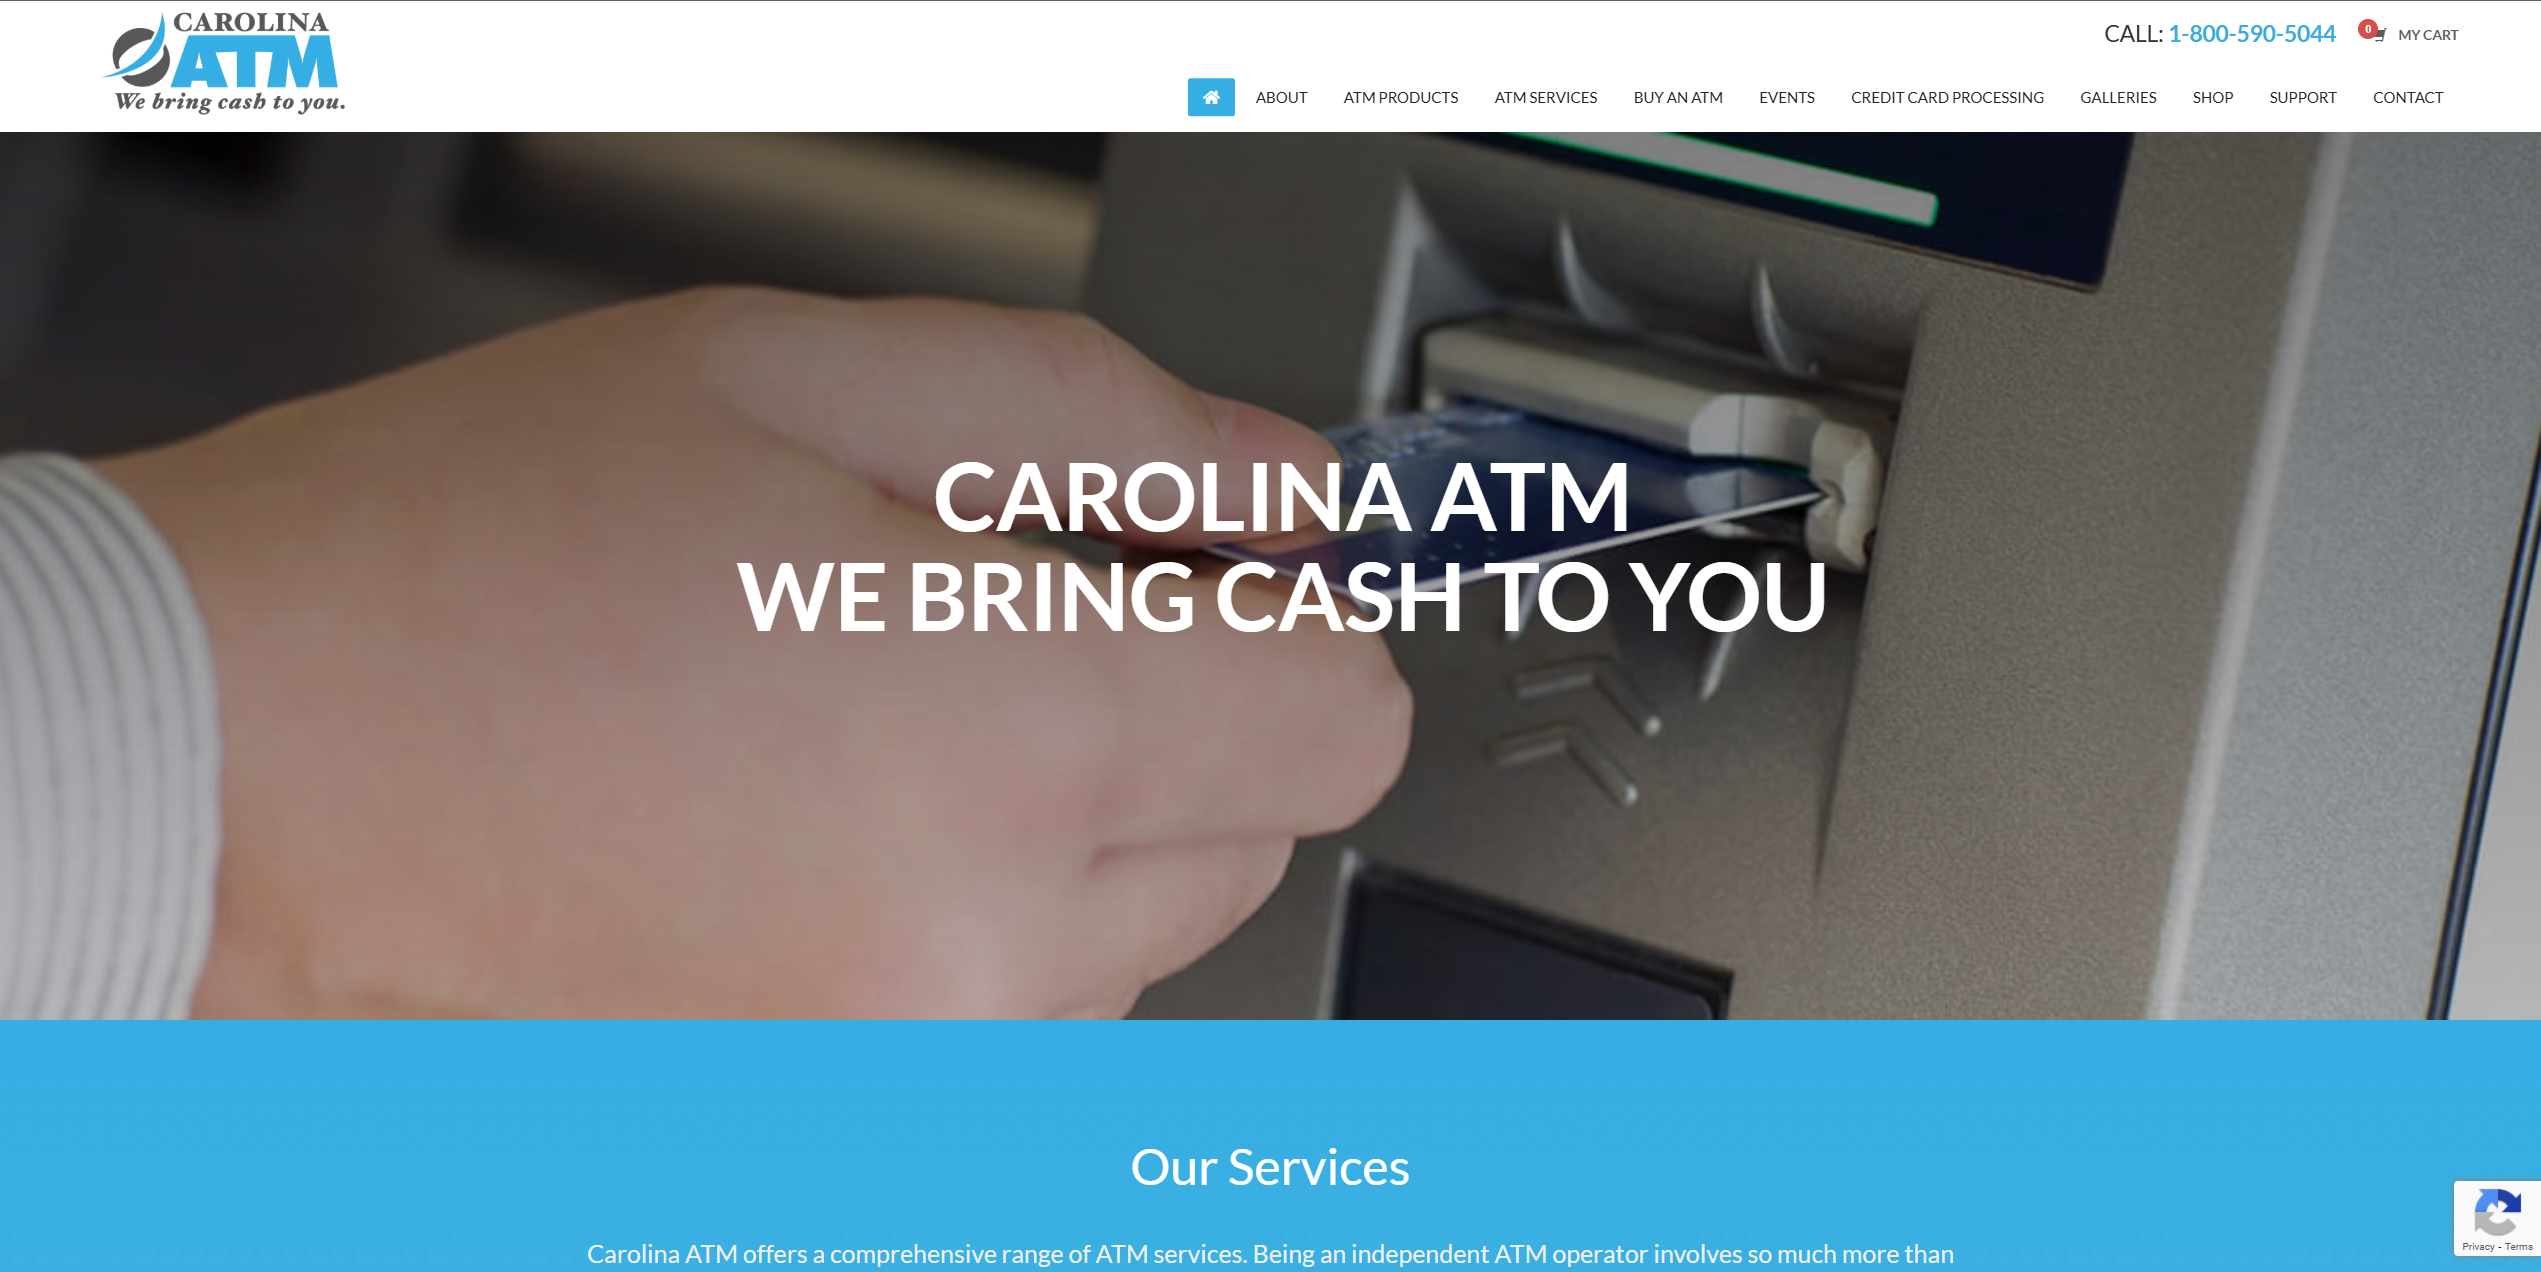 CAROLINA
ATM
We bring cash to you.
CALL: 1-800-590-5044
0
MY CART
ABOUT
ATM PRODUCTS
ATM SERVICES
BUY AN ATM
EVENTS
CREDIT CARD PROCESSING
GALLERIES
SHOP
SUPPORT
CONTACT
CAROLINA ATM
WE BRING CASH TO YOU
Our Services
Carolina ATM offers a comprehensive range of ATM services. Being an independent ATM operator involves so much more than
Privacy - Terms